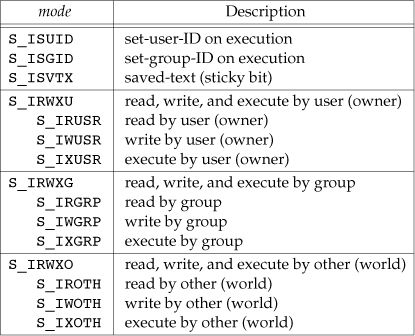 mode Description
S_ISUID set-user-ID on execution
S_ISGID set-group-ID on execution
S_ISVTX saved-text (sticky bit)
S_IRWXU read, write, and execute by user (owner)
S_IRUSR read by user (owner)
S_IWUSR write by user (owner)
S_IXUSR execute by user (owner)
S_IRWXG read, write, and execute by group
S_IRGRP read by group
S_IWGRP write by group
S_IXGRP execute by group
S_IRWXO read, write, and execute by other (world)
S_IROTH read by other (world)
S_IWOTH write by other (world)
S_IXOTH execute by other (world)